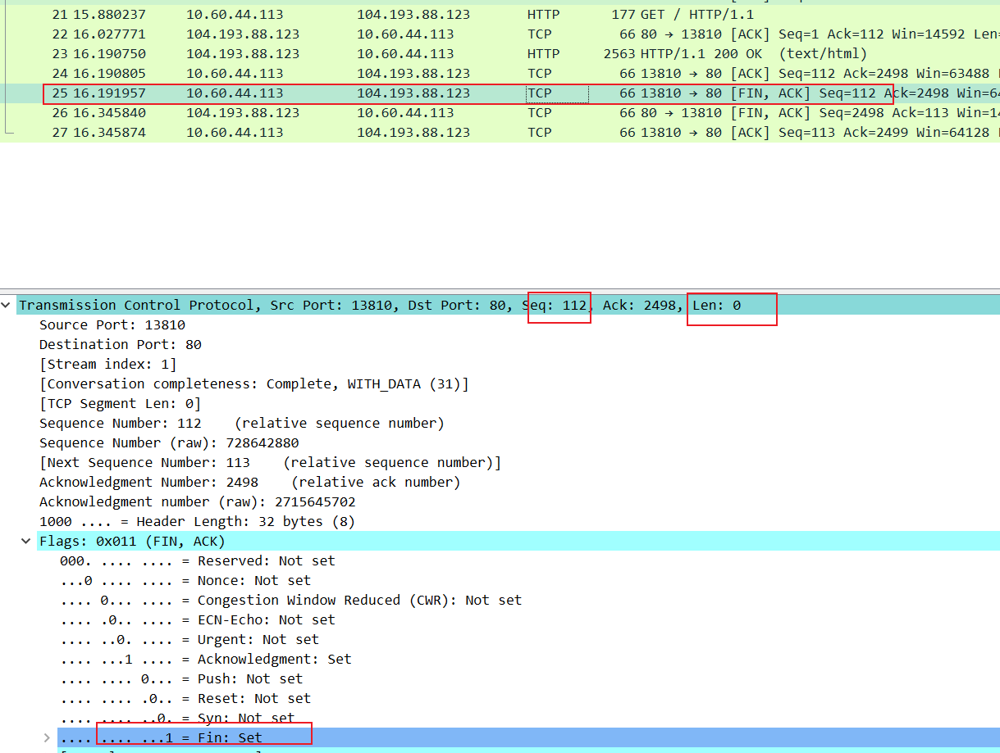 21 15.880237 10.60.44.113 104.193.88.123 HTTP 177 GET / HTTP/1.1
22 16.027771 104.193.88.123 10.60.44.113 TCP 66 80 → 13810 [ACK] Seq=1 Ack=112 Win=14592 Len=
23 16.190750 104.193.88.123 10.60.44.113 HTTP 2563 HTTP/1.1 200 OK (text/html)
24 16.190805 10.60.44.113 104.193.88.123 TCP 66 13810 → 80 [ACK] Seq=112 Ack=2498 Win=63488
25 16.191957 10.60.44.113 104.193.88.123 TCP 66 13810 → 80 [FIN, ACK] Seq=112 Ack=2498 Win=64
26 16.345840 104.193.88.123 10.60.44.113 TCP 66 80 → 13810 [FIN, ACK] Seq=2498 Ack=113 Win=14
27 16.345874 10.60.44.113 104.193.88.123 TCP 66 13810 → 80 [ACK] Seq=113 Ack=2499 Win=64128
Transmission Control Protocol, Src Port: 13810, Dst Port: 80, Seq: 112, Ack: 2498, Len: 0
Source Port: 13810
Destination Port: 80
[Stream index: 1]
[Conversation completeness: Complete, WITH_DATA (31)]
[TCP Segment Len: 0]
Sequence Number: 112 (relative sequence number)
Sequence Number (raw): 728642880
[Next Sequence Number: 113 (relative sequence number)]
Acknowledgment Number: 2498 (relative ack number)
Acknowledgment number (raw): 2715645702
1000 .... = Header Length: 32 bytes (8)
Flags: 0x011 (FIN, ACK)
000. .... .... = Reserved: Not set
...0 .... .... = Nonce: Not set
.... 0... .... = Congestion Window Reduced (CWR): Not set
.... .0.. .... = ECN-Echo: Not set
.... ..0. .... = Urgent: Not set
.... ...1 .... = Acknowledgment: Set
.... .... 0... = Push: Not set
.... .... .0.. = Reset: Not set
.... .... ..0. = Syn: Not set
.... .... ...1 = Fin: Set